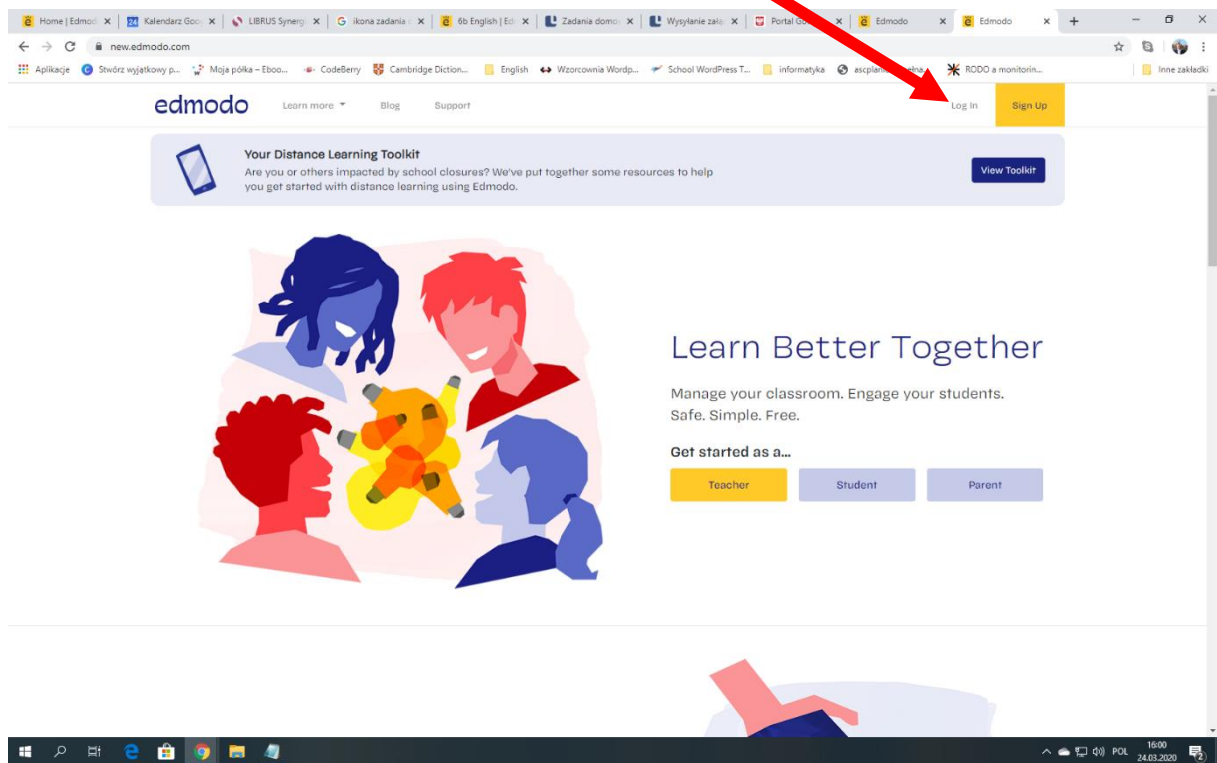 Home | Edmod
24 Kalendarz Goo
LIBRUS Synerg
G ikona zadania
6b English | Ed
Zadania domo
Wysyłanie załą
Edmodo
Edmodo
new.edmodo.com
Aplikacje
Stwórz wyjątkowy p...
Moja półka – Eboo...
CodeBerry
Cambridge Diction...
English
Wzorcownia Wordp...
School WordPress T...
informatyka
RODO a monitorin...
Inne zakładki
edmodo
Learn more
Blog
Support
Log In
Sign Up
Your Distance Learning Toolkit
Are you or others impacted by school closures? We've put together some resources to help
you get started with distance learning using Edmodo.
View Toolkit
Learn Better Together
Manage your classroom. Engage your students.
Safe. Simple. Free.
Get started as a...
Teacher
Student
Parent
POL
16:00
24.03.2020
2